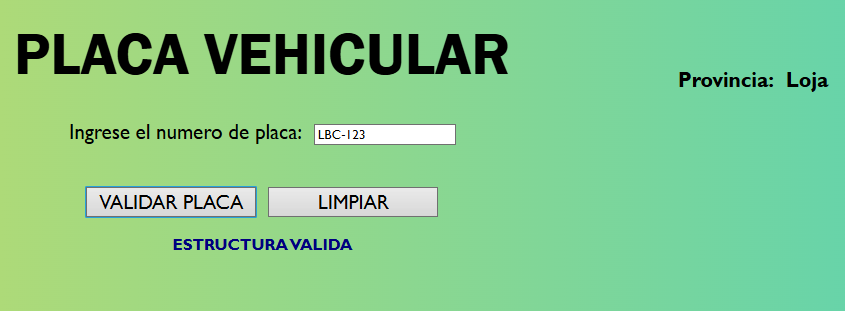 PLACA VEHICULAR
Provincia: Loja
Ingrese el numero de placa: LBC-123
VALIDAR PLACA LIMPIAR
ESTRUCTURA VALIDA